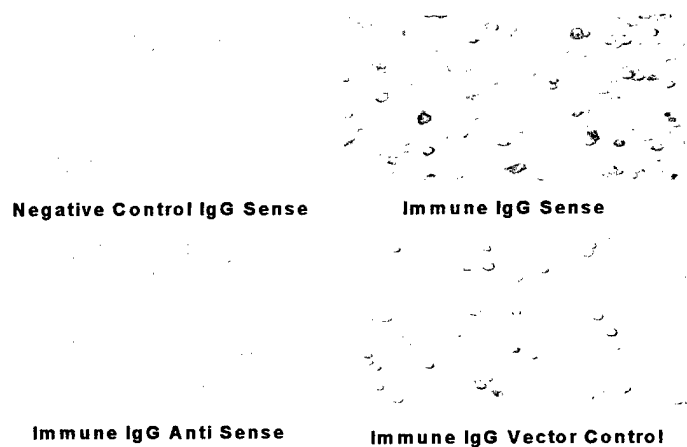 Negative Control IgG Sense
Immune IgG Sense
Immune IgG Anti Sense
Immune IgG Vector Control